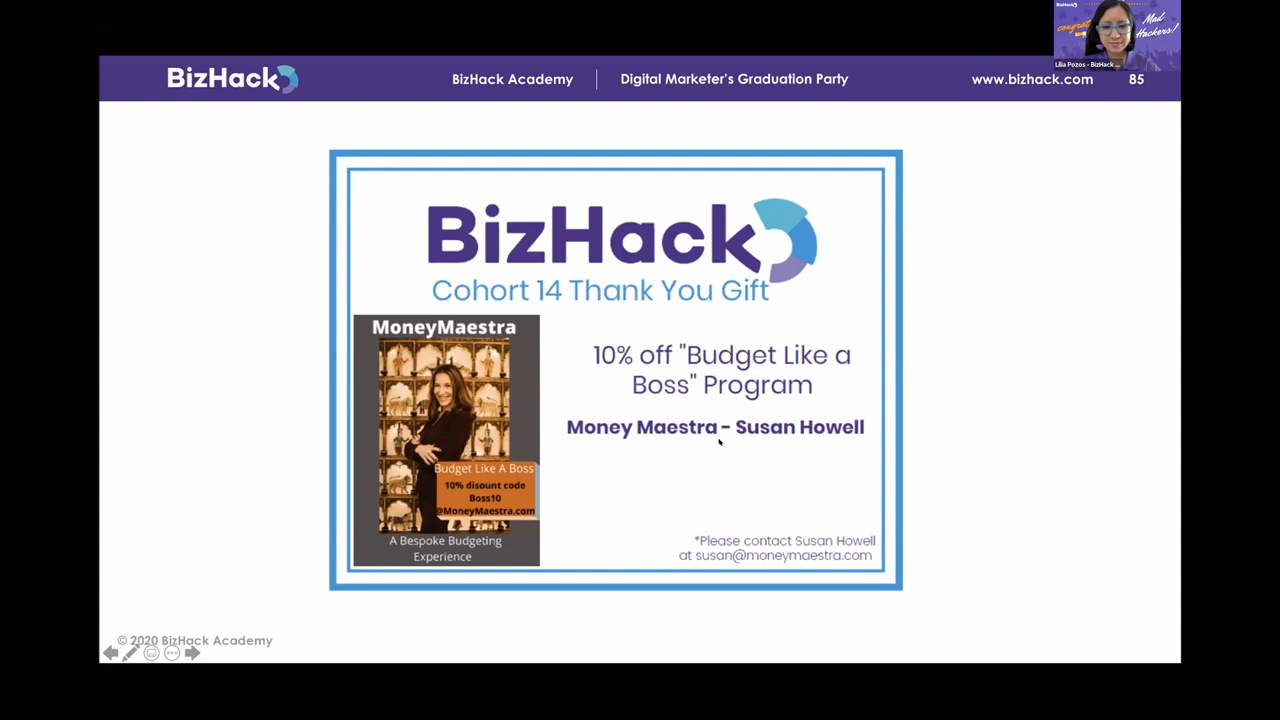 BizHack
congrats
Mad
Hackers!
Lilia Pozos - BizHack ...
BizHack
BizHack Academy
Digital Marketer's Graduation Party
www.bizhack.com
85
BizHack
Cohort 14 Thank You Gift
MoneyMaestra
Budget Like A Boss
10% disount code
Boss10
@MoneyMaestra.com
A Bespoke Budgeting
Experience
10% off "Budget Like a
Boss" Program
Money Maestra - Susan Howell
*Please contact Susan Howell
at susan@moneymaestra.com
© 2020 BizHack Academy